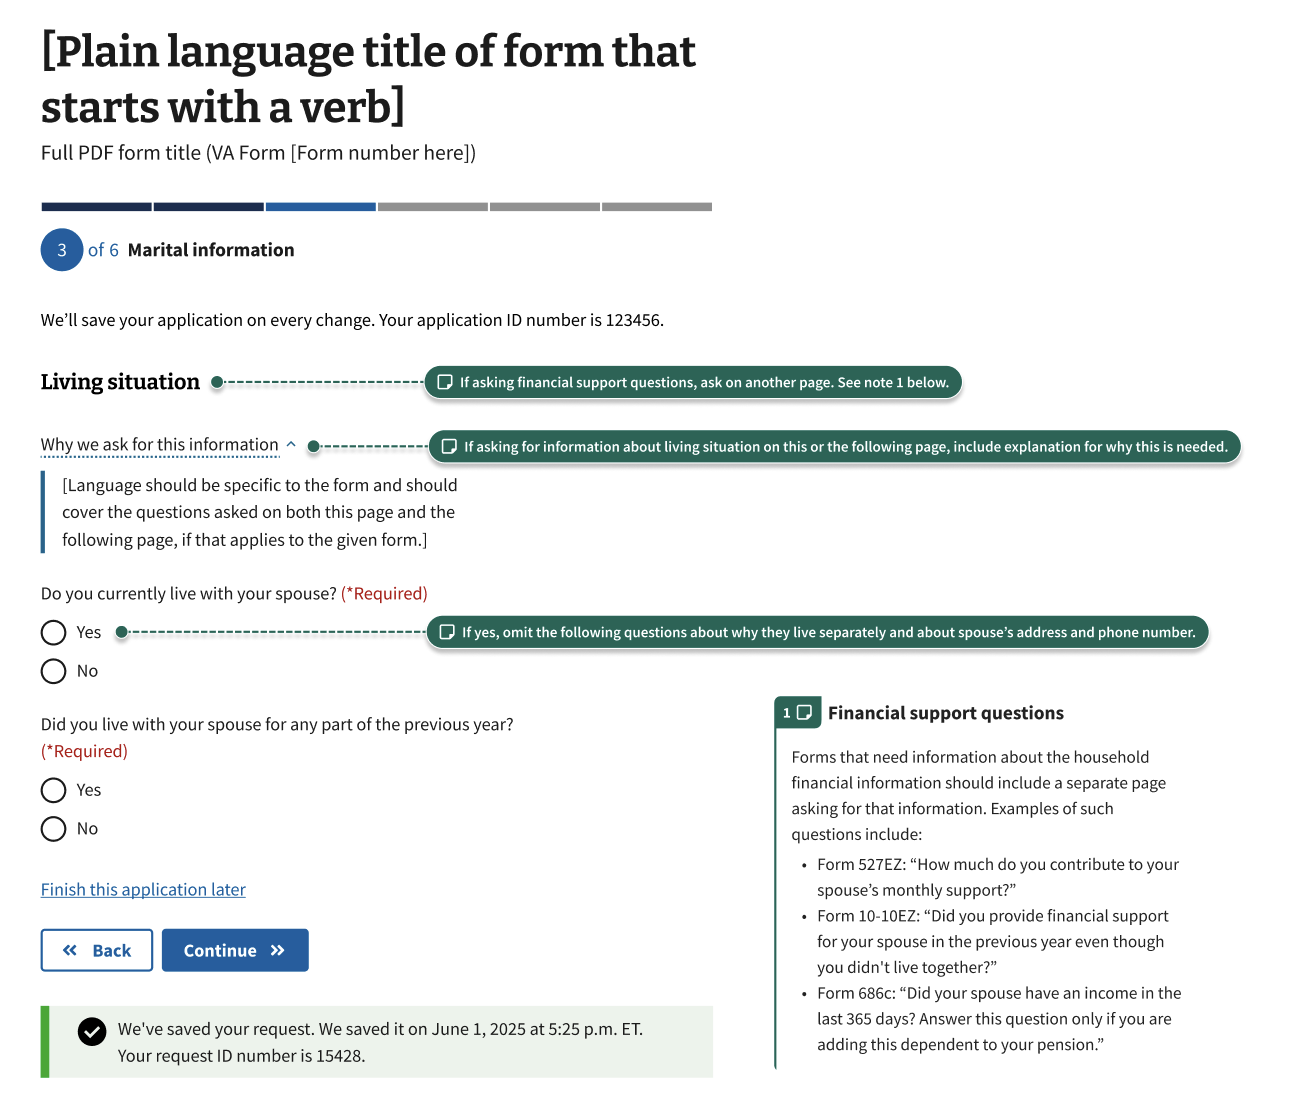 [Plain language title of form that
starts with a verb]
Full PDF form title (VA Form [Form number here])
3 of 6 Marital information
We’ll save your application on every change. Your application ID number is 123456.
Living situation
If asking financial support questions, ask on another page. See note 1 below.
Why we ask for this information
If asking for information about living situation on this or the following page, include explanation for why this is needed.
[Language should be specific to the form and should
cover the questions asked on both this page and the
following page, if that applies to the given form.]
Do you currently live with your spouse? (*Required)
Yes
If yes, omit the following questions about why they live separately and about spouse’s address and phone number.
No
Did you live with your spouse for any part of the previous year?
(*Required)
Yes
No
Finish this application later
Back
Continue
We've saved your request. We saved it on June 1, 2025 at 5:25 p.m. ET.
Your request ID number is 15428.
1 Financial support questions
Forms that need information about the household
financial information should include a separate page
asking for that information. Examples of such
questions include:
• Form 527EZ: “How much do you contribute to your
spouse’s monthly support?”
• Form 10-10EZ: “Did you provide financial support
for your spouse in the previous year even though
you didn't live together?”
• Form 686c: “Did your spouse have an income in the
last 365 days? Answer this question only if you are
adding this dependent to your pension.”